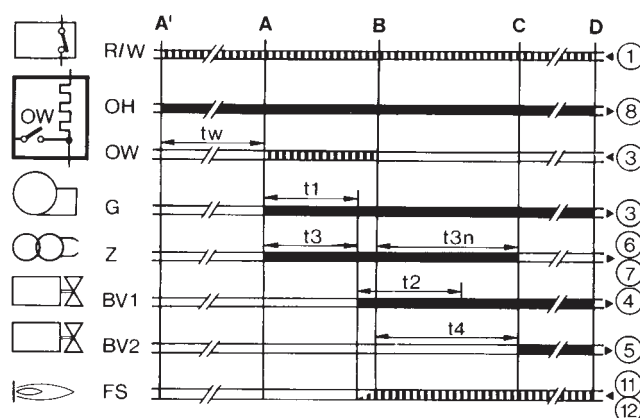 A' A B C D
R/W 1
OH 8
OW
tw
OW 3
t1
G 3
t3 t3n 6
Z
7
t2
BV1 4
t4
BV2 5
FS 11
12